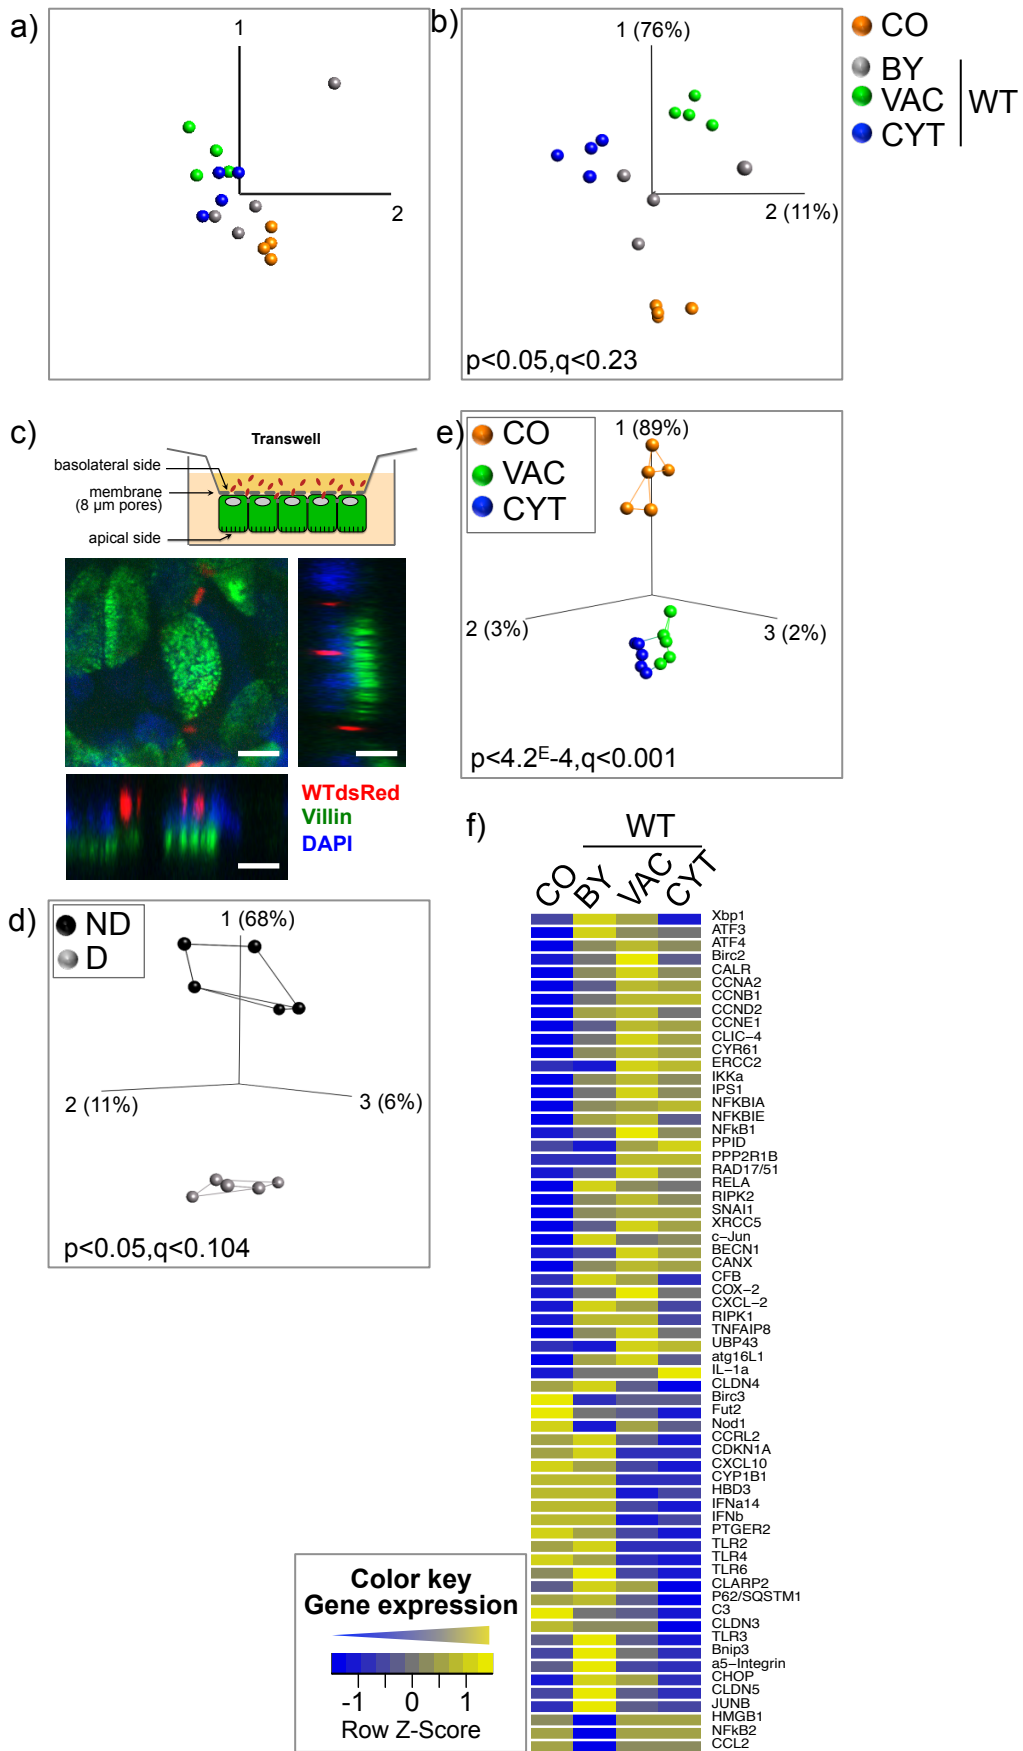 a)
1
2
b)
1 (76%)
2 (11%)
p<0.05,q<0.23
CO
BY
VAC
CYT
WT
c)
Transwell
basolateral side
membrane
(8 µm pores)
apical side
WTdsRed
Villin
DAPI
d)
ND
D
1 (68%)
2 (11%)
3 (6%)
p<0.05,q<0.104
e)
CO
VAC
CYT
1 (89%)
2 (3%)
3 (2%)
p<4.2E-4,q<0.001
f)
WT
CO BY VAC CYT
Xbp1
ATF3
ATF4
Birc2
CALR
CCNA2
CCNB1
CCND2
CCNE1
CLIC-4
CYR61
ERCC2
IKKa
IPS1
NFKBIA
NFKBIE
NFkB1
PPID
PPP2R1B
RAD17/51
RELA
RIPK2
SNAI1
XRCC5
c-Jun
BECN1
CANX
CFB
COX-2
CXCL-2
RIPK1
TNFAIP8
UBP43
atg16L1
IL-1a
CLDN4
Birc3
Fut2
Nod1
CCRL2
CDKN1A
CXCL10
CYP1B1
HBD3
IFNa14
IFNb
PTGER2
TLR2
TLR4
TLR6
CLARP2
P62/SQSTM1
C3
CLDN3
TLR3
Bnip3
a5-Integrin
CHOP
CLDN5
JUNB
HMGB1
NFkB2
CCL2
Color key
Gene expression
-1 0 1
Row Z-Score